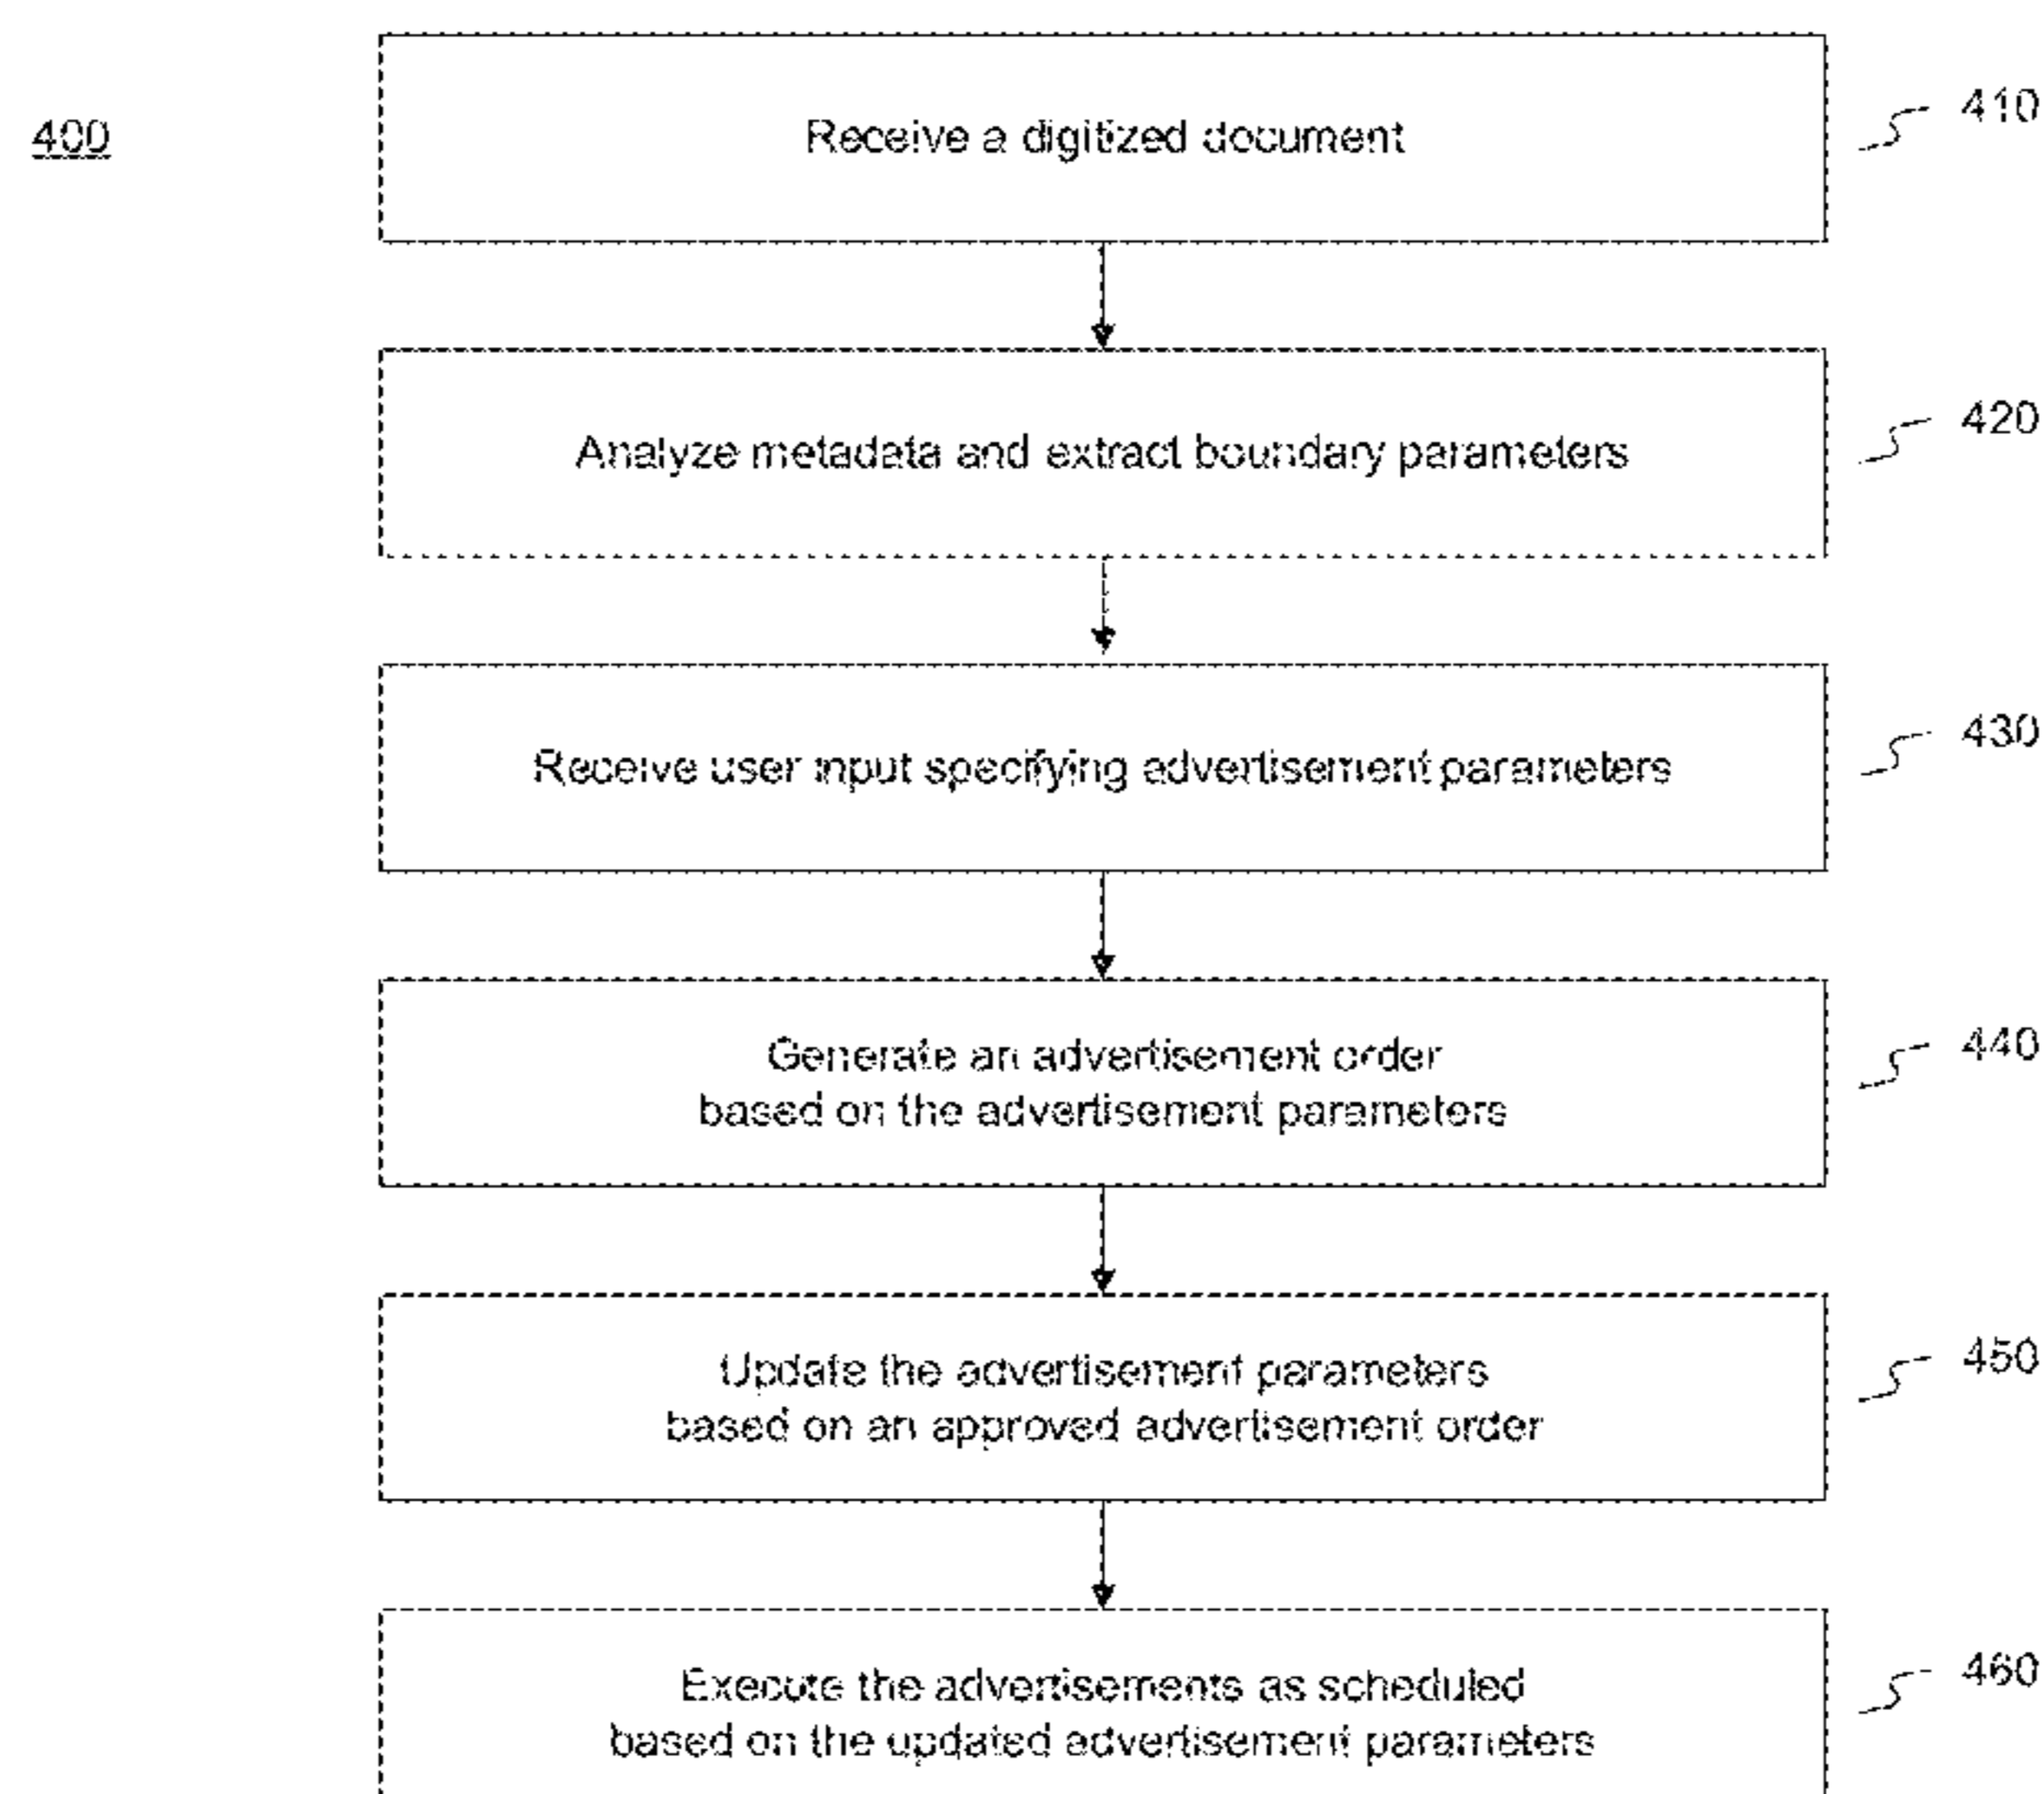 400
Receive a digitized document
410
Analyze metadata and extract boundary parameters
420
Receive user input specifying advertisement parameters
430
Generate an advertisement order
based on the advertisement parameters
440
Update the advertisement parameters
based on an approved advertisement order
450
Execute the advertisements as scheduled
based on the updated advertisement parameters
460